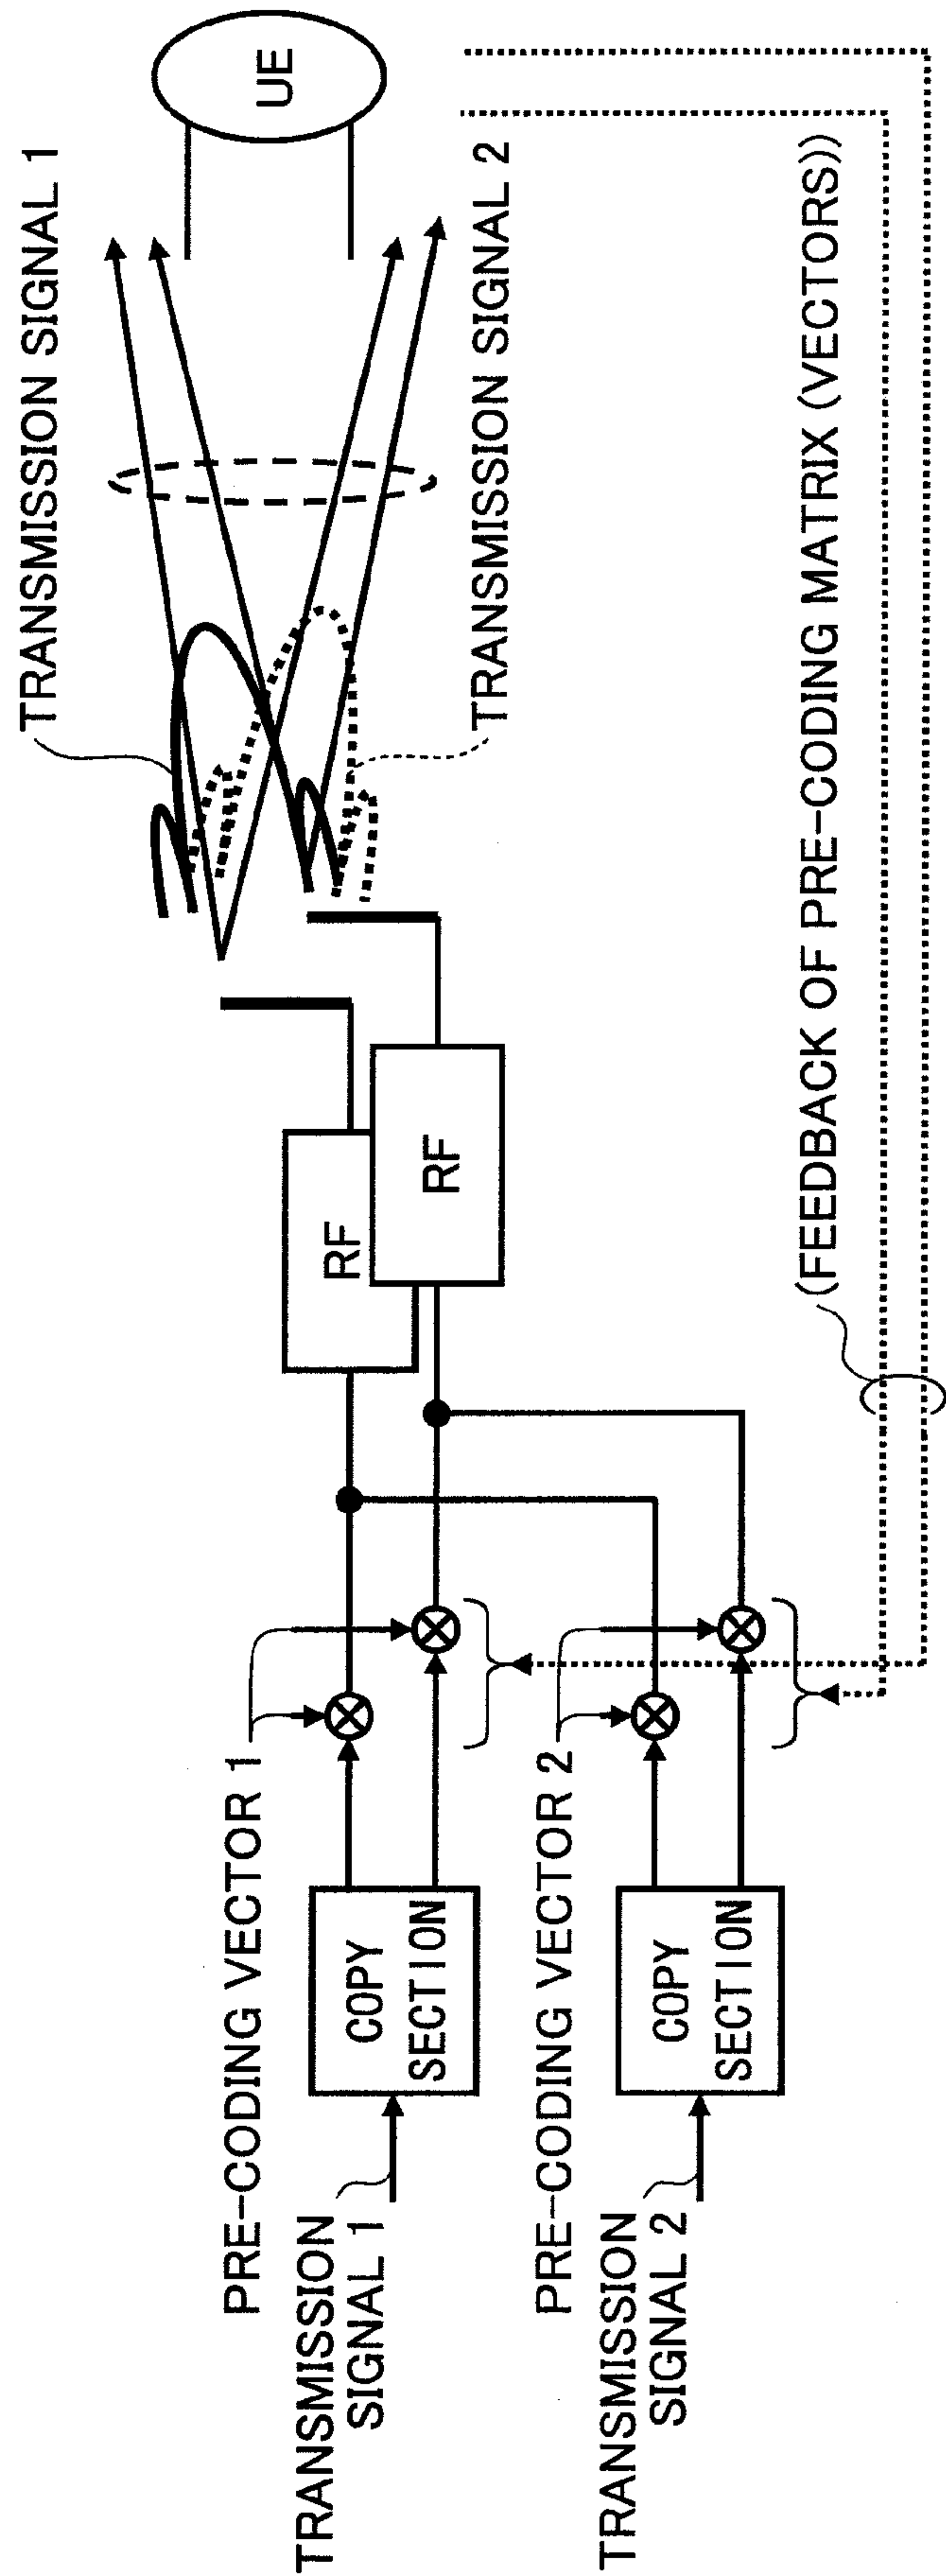 TRANSMISSION
SIGNAL 1
PRE-CODING VECTOR 1
COPY
SECTION
TRANSMISSION
SIGNAL 2
PRE-CODING VECTOR 2
COPY
SECTION
RF
RF
TRANSMISSION SIGNAL 1
TRANSMISSION SIGNAL 2
UE
(FEEDBACK OF PRE-CODING MATRIX (VECTORS))